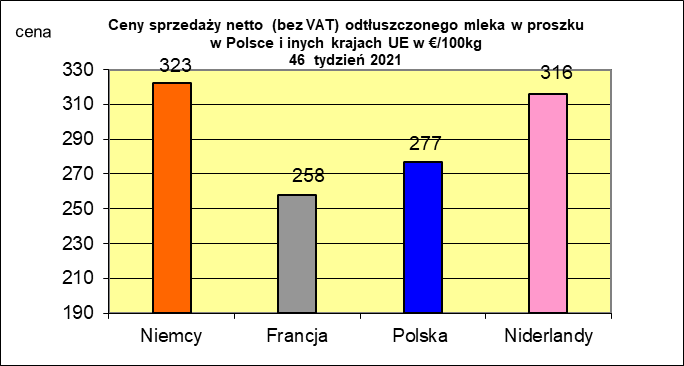 Ceny sprzedaży netto (bez VAT) odtłuszczonego mleka w proszku
w Polsce i inych krajach UE w €/100kg
46 tydzień 2021
cena
330
310
290
270
250
230
210
190
323
258
277
316
Niemcy
Francja
Polska
Niderlandy